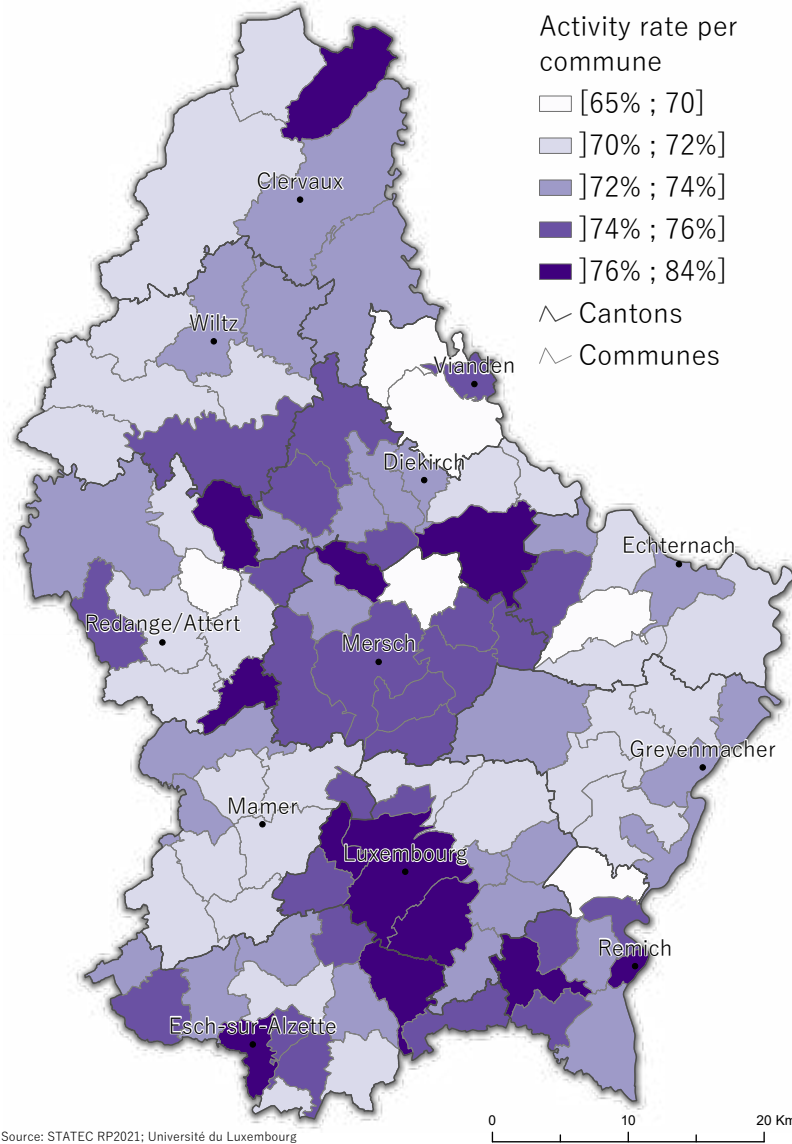 Activity rate per
commune
[65% ; 70]
]70% ; 72%]
]72% ; 74%]
]74% ; 76%]
]76% ; 84%]
Cantons
Communes
Clervaux
Wiltz
Vianden
Diekirch
Echternach
Redange/Attert
Mersch
Grevenmacher
Mamer
Luxembourg
Remich
Esch-sur-Alzette
0 10 20 Km
Source: STATEC RP2021; Université du Luxembourg